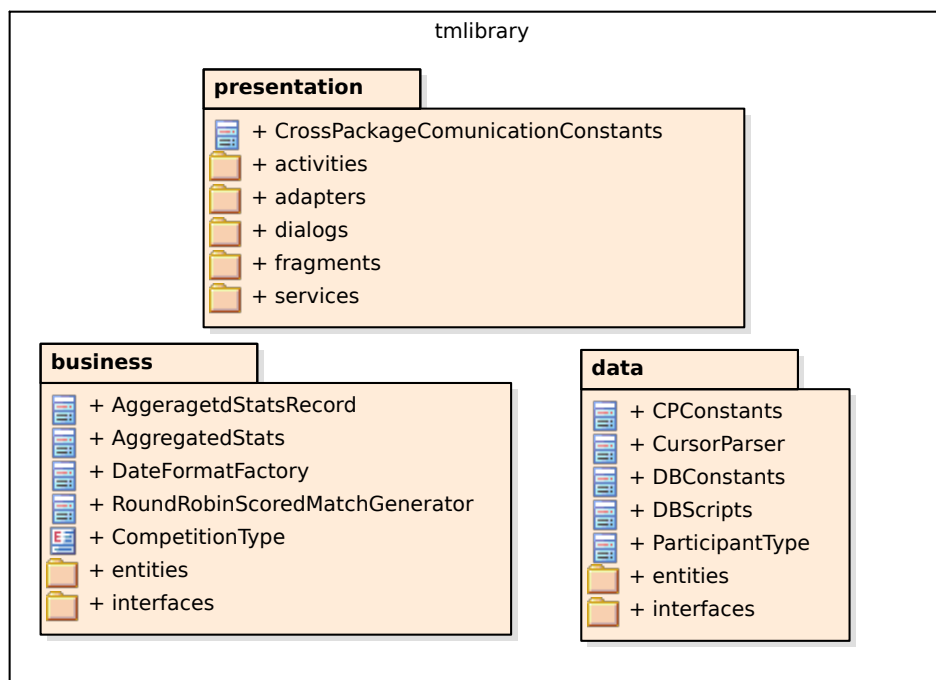 tmlibrary
presentation
+ CrossPackageComunicationConstants
+ activities
+ adapters
+ dialogs
+ fragments
+ services
business
+ AggeragetdStatsRecord
+ AggregatedStats
+ DateFormatFactory
+ RoundRobinScoredMatchGenerator
E
+ CompetitionType
+ entities
+ interfaces
data
+ CPConstants
+ CursorParser
+ DBConstants
+ DBScripts
+ ParticipantType
+ entities
+ interfaces